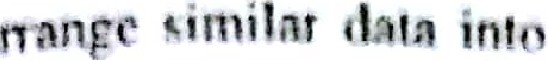 rrange similar data into